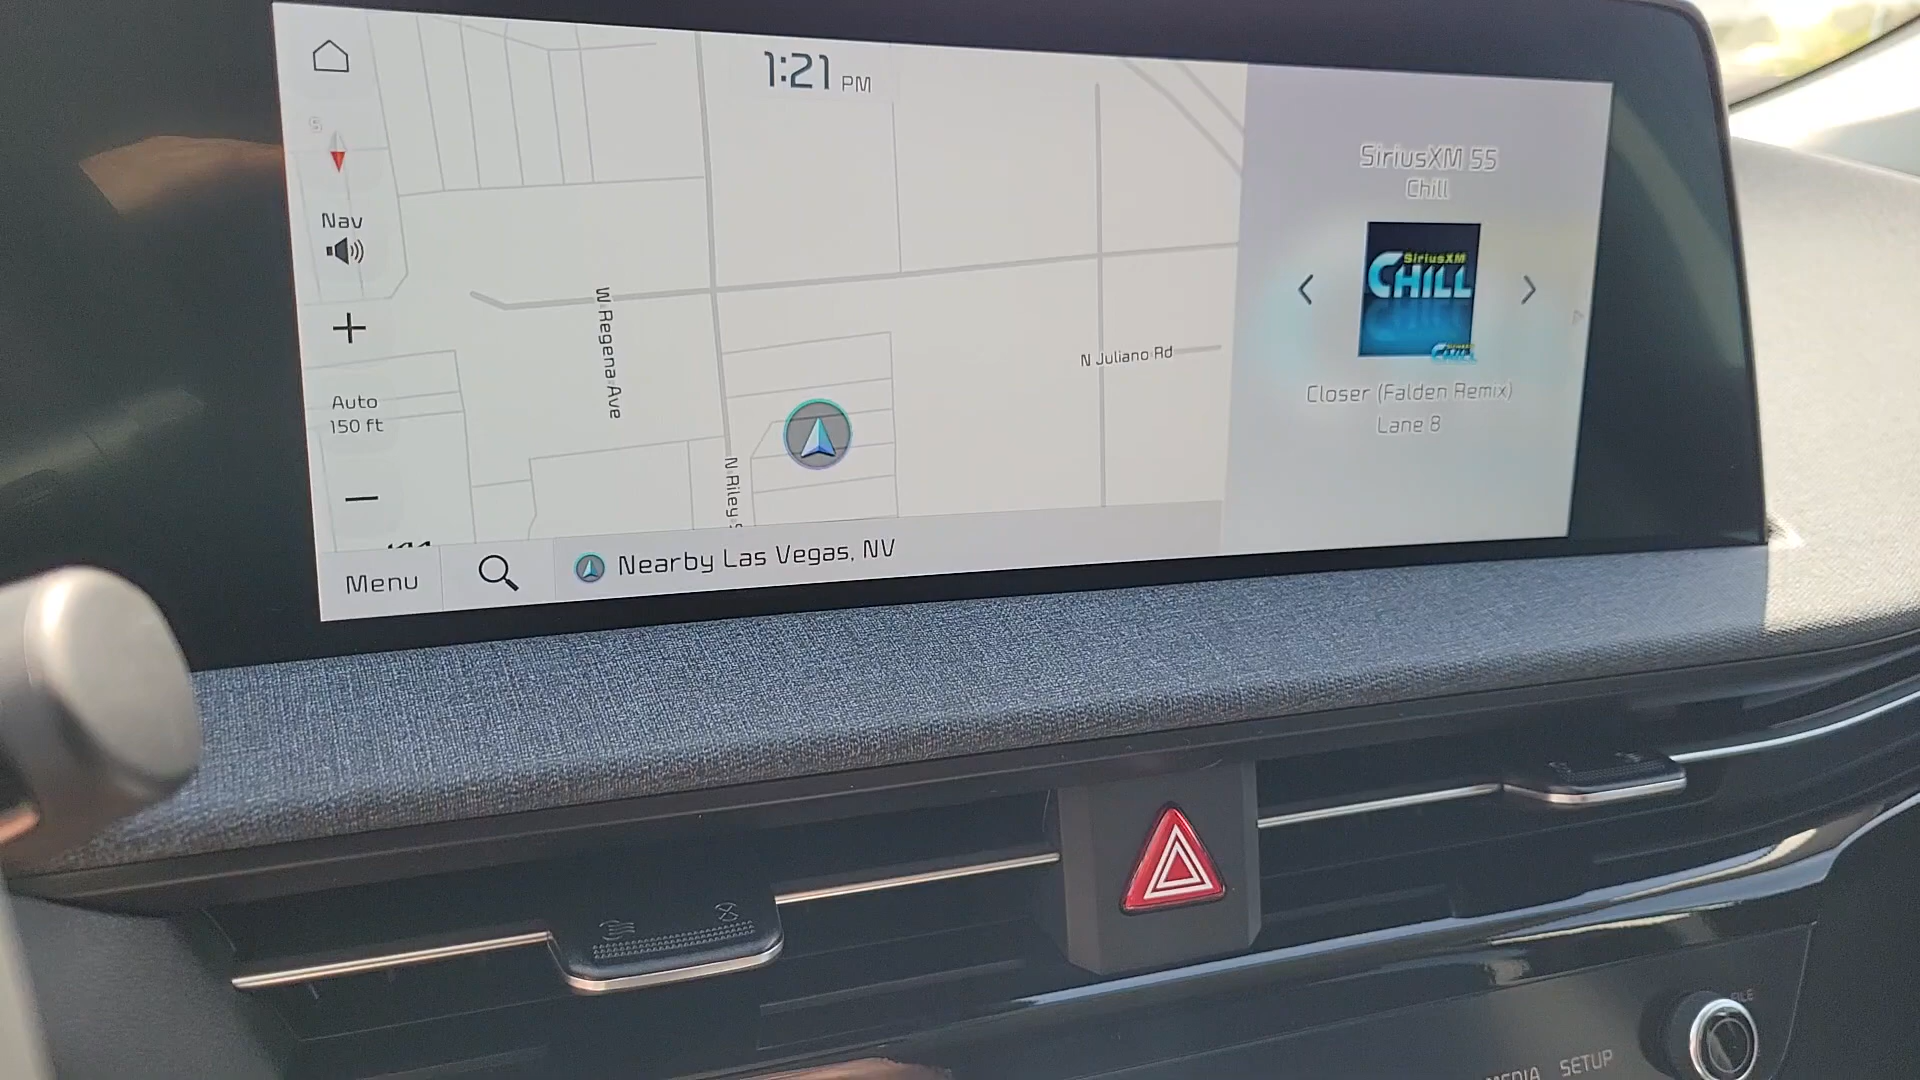 1:21 PM
S
Nav
Auto
150 ft
W Regena Ave
N Riley
N Juliano Rd
Menu
Nearby Las Vegas, NV
SiriusXM 55
Chill
SiriusXM
CHILL
Closer (Falden Remix)
Lane 8
FILE
MEDIA
SETUP